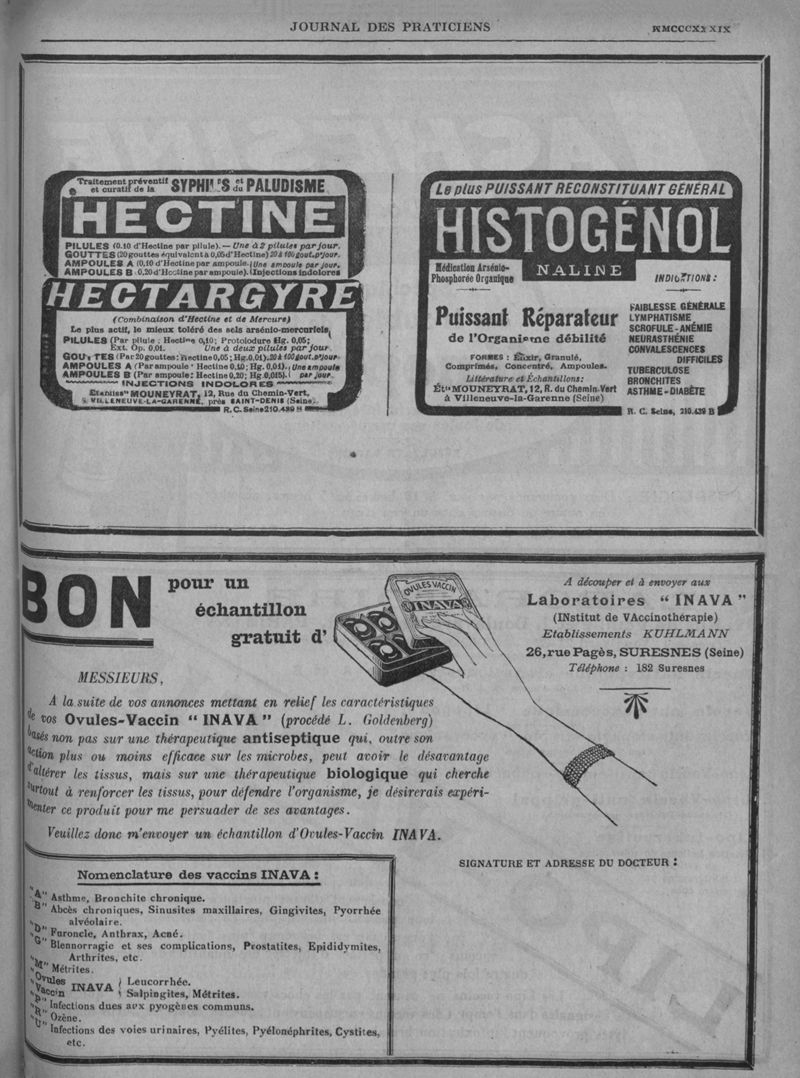 JOURNAL DES PRATICIENS
Traitement préventif et curatif de la SYPHILIS et du PALUDISME
HECTINE
PILULES (0.10 d'Hectine par pilule). — Une à 2 pilules par jour.
GOUTTES (20 gouttes équivalent à 0,05 d'Hectine) 20 à 100 gout. p'jour.
AMPOULES A (0,10 d'Hectine par ampoule. (Une ampoule par jour.
AMPOULES B (0,20 d'Hectine par ampoule). (Injections indolores
HECTARGYRE
(Combinaison d'Hectine et de Mercure)
Le plus actif, le mieux toléré des sels arsénio-mercuriels.
PILULES (Par pilule : Hectine 0,10; Protoiodure Hg. 0,05;
Ext. Op. 0,01. Une à deux pilules par jour.
GOUTTES (Par 20 gouttes: Hectine 0,05; Hg. 0,01). 20 à 100 gout. p'jour.
AMPOULES A (Par ampoule : Hectine 0,10; Hg. 0,01). (Une ampoule
AMPOULES B (Par ampoule: Hectine 0,20; Hg. 0,015). ( par jour.
INJECTIONS INDOLORES
Etabliss^ts MOUNEYRAT, 12, Rue du Chemin-Vert,
à VILLENEUVE-LA-GARENNE, près SAINT-DENIS (Seine).
R. C. Seine 210.439 B
Le plus PUISSANT RECONSTITUANT GÉNÉRAL
HISTOGÉNOL
NALINE
Médication Arsénio-
Phosphorée Organique
Puissant Réparateur
de l'Organisme débilité
FORMES : Élixir, Granulé,
Comprimés, Concentré, Ampoules.
Littérature et Échantillons:
Ét^ts MOUNEYRAT, 12, R. du Chemin-Vert
à Villeneuve-la-Garenne (Seine)
INDICATIONS :
FAIBLESSE GÉNÉRALE
LYMPHATISME
SCROFULE - ANÉMIE
NEURASTHÉNIE
CONVALESCENCES
DIFFICILES
TUBERCULOSE
BRONCHITES
ASTHME - DIABÈTE
R. C. Seine, 210.439 B
BON
pour un
échantillon
gratuit d'
OVULES VACCIN
INAVA
A découper et à envoyer aux
Laboratoires “ INAVA ”
(INstitut de VAccinothérapie)
Etablissements KUHLMANN
26, rue Pagès, SURESNES (Seine)
Téléphone : 182 Suresnes
MESSIEURS,
A la suite de vos annonces mettant en relief les caractéristiques
de vos Ovules-Vaccin “ INAVA ” (procédé L. Goldenberg)
basés non pas sur une thérapeutique antiseptique qui, outre son
action plus ou moins efficace sur les microbes, peut avoir le désavantage
d'altérer les tissus, mais sur une thérapeutique biologique qui cherche
surtout à renforcer les tissus, pour défendre l'organisme, je désirerais expéri-
menter ce produit pour me persuader de ses avantages.
Veuillez donc m'envoyer un échantillon d'Ovules-Vaccin INAVA.
SIGNATURE ET ADRESSE DU DOCTEUR :
Nomenclature des vaccins INAVA :
“A” Asthme, Bronchite chronique.
“B” Abcès chroniques, Sinusites maxillaires, Gingivites, Pyorrhée
alvéolaire.
“D” Furoncle, Anthrax, Acné.
“G” Blennorragie et ses complications, Prostatites, Epididymites,
Arthrites, etc.
“M” Métrites.
Ovules INAVA { Leucorrhée.
Vaccin { Salpingites, Métrites.
“P” Infections dues aux pyogènes communs.
“R” Ozène.
“U” Infections des voies urinaires, Pyélites, Pyélonéphrites, Cystites,
etc.